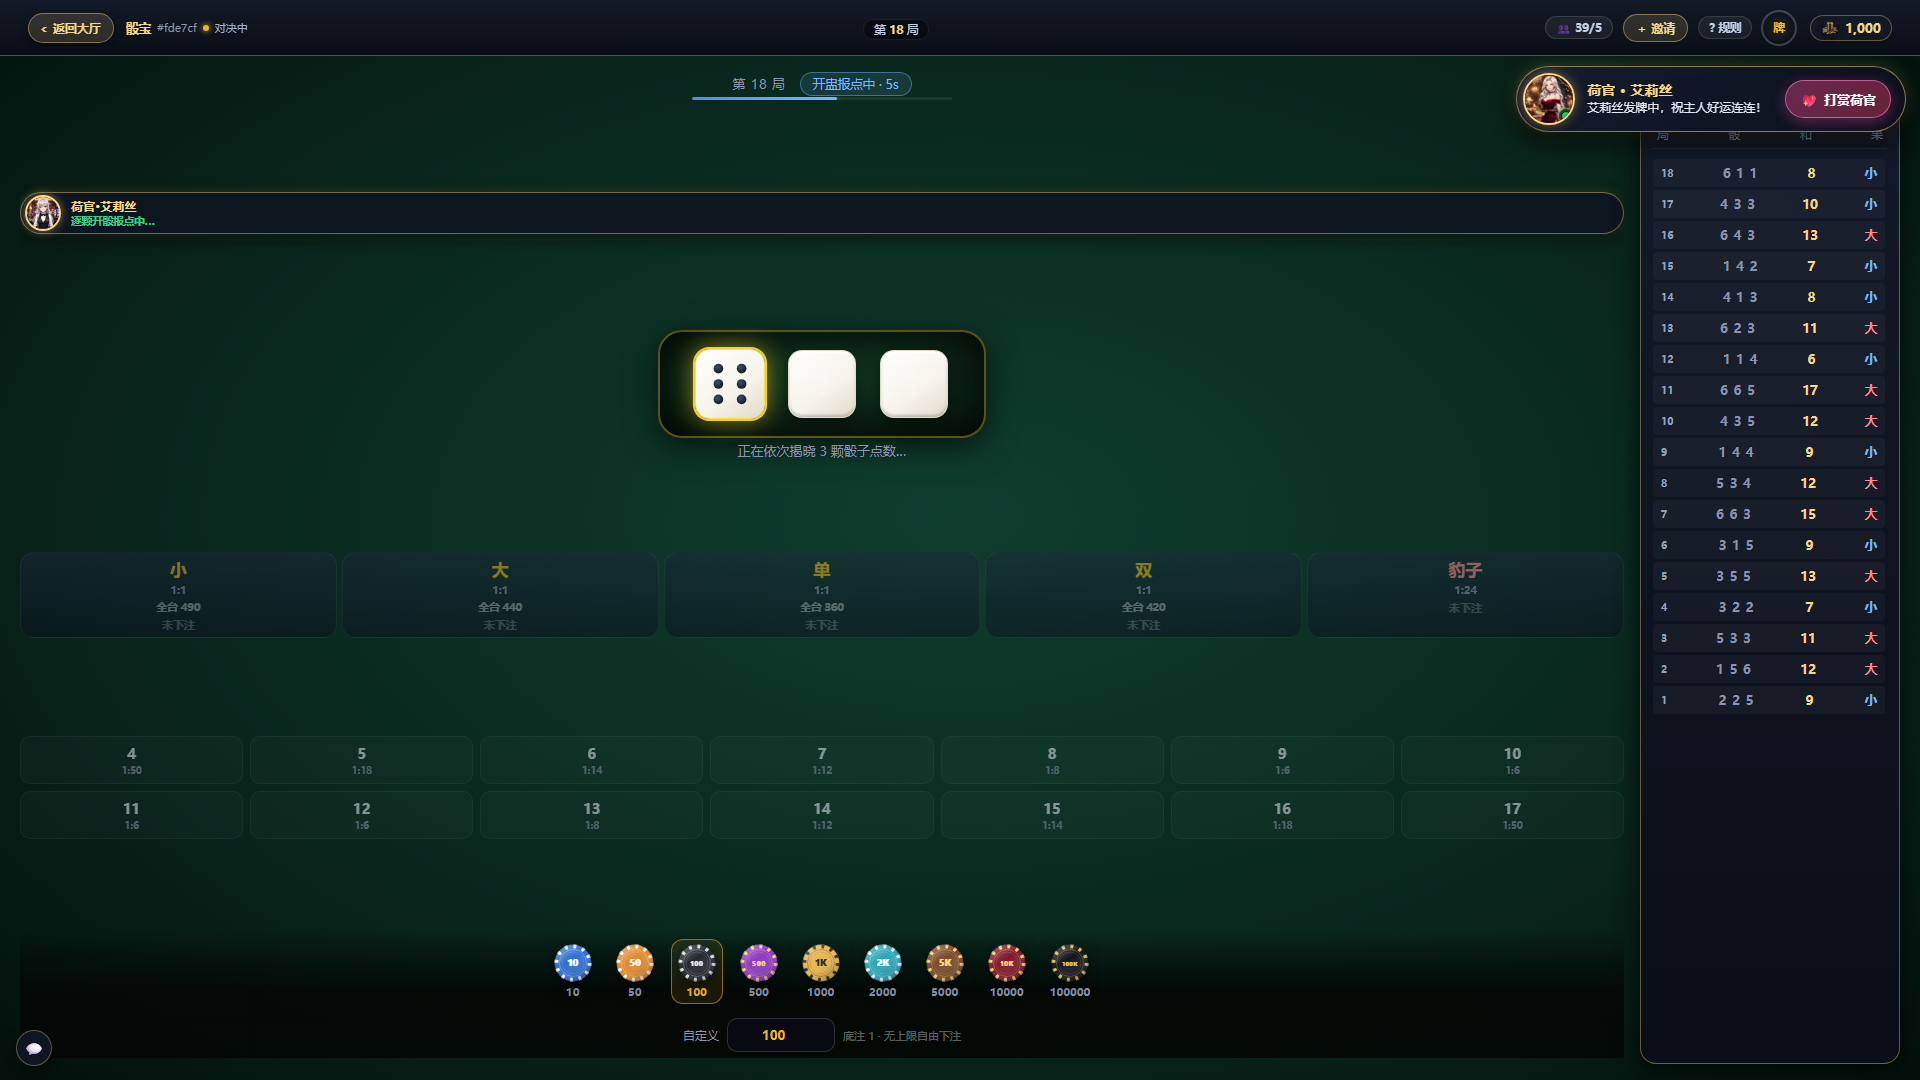 ‹ 返回大厅 骰宝 #fde7cf 对决中
第 18 局
39/5 + 邀请 ? 规则 牌 1,000
第 18 局 开盅报点中 · 5s
荷官 • 艾莉丝
艾莉丝发牌中，祝主人好运连连！
打赏荷官
荷官•艾莉丝
逐颗开骰报点中...
正在依次揭晓 3 颗骰子点数...
小
1:1
全台 490
未下注
大
1:1
全台 440
未下注
单
1:1
全台 360
未下注
双
1:1
全台 420
未下注
豹子
1:24
未下注
4
1:50
5
1:18
6
1:14
7
1:12
8
1:8
9
1:6
10
1:6
11
1:6
12
1:6
13
1:8
14
1:12
15
1:14
16
1:18
17
1:50
10 50 100 500 1K 2K 5K 10K 100K
10 50 100 500 1000 2000 5000 10000 100000
自定义 100 底注 1 · 无上限自由下注
局 骰 和 果
18 6 1 1 8 小
17 4 3 3 10 小
16 6 4 3 13 大
15 1 4 2 7 小
14 4 1 3 8 小
13 6 2 3 11 大
12 1 1 4 6 小
11 6 6 5 17 大
10 4 3 5 12 大
9 1 4 4 9 小
8 5 3 4 12 大
7 6 6 3 15 大
6 3 1 5 9 小
5 3 5 5 13 大
4 3 2 2 7 小
3 5 3 3 11 大
2 1 5 6 12 大
1 2 2 5 9 小